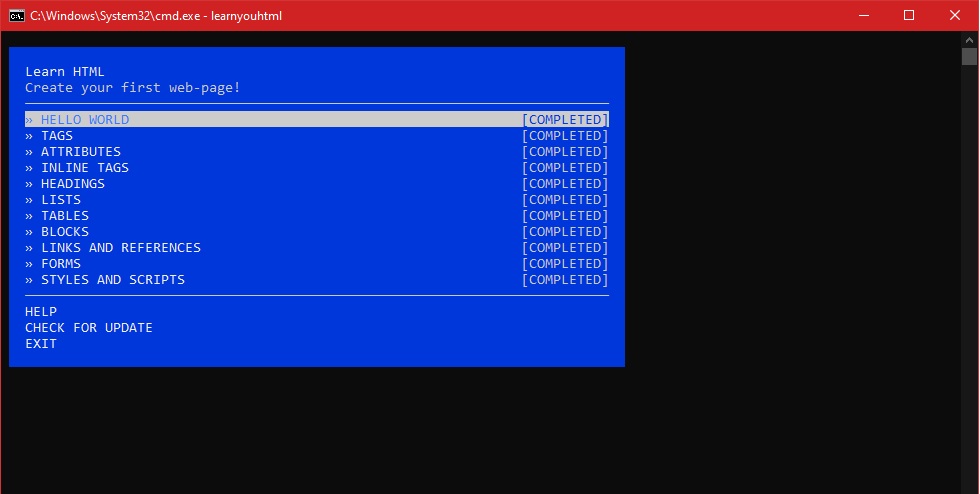 C:\Windows\System32\cmd.exe - learnyouhtml
Learn HTML
Create your first web-page!
» HELLO WORLD [COMPLETED]
» TAGS [COMPLETED]
» ATTRIBUTES [COMPLETED]
» INLINE TAGS [COMPLETED]
» HEADINGS [COMPLETED]
» LISTS [COMPLETED]
» TABLES [COMPLETED]
» BLOCKS [COMPLETED]
» LINKS AND REFERENCES [COMPLETED]
» FORMS [COMPLETED]
» STYLES AND SCRIPTS [COMPLETED]
HELP
CHECK FOR UPDATE
EXIT